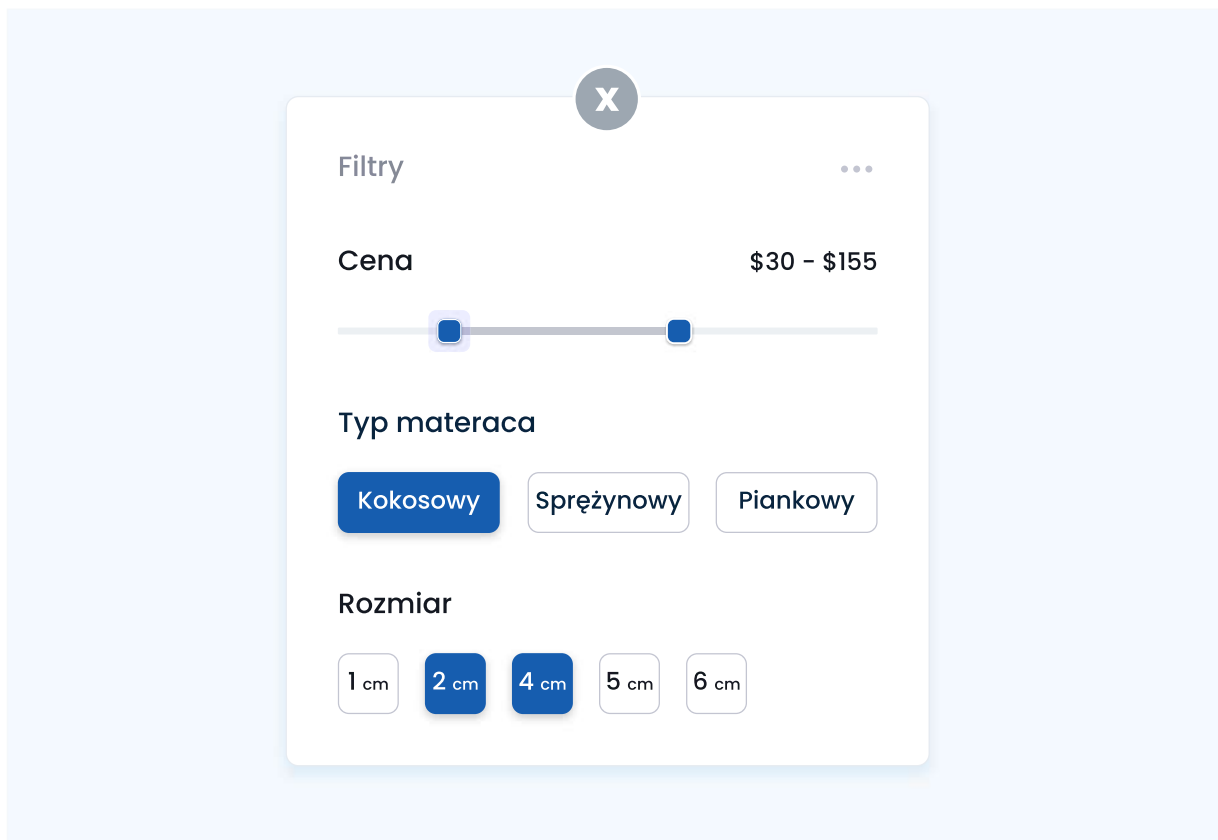 X
Filtry
Cena
$30 - $155
Typ materaca
Kokosowy
Sprężynowy
Piankowy
Rozmiar
1 cm
2 cm
4 cm
5 cm
6 cm